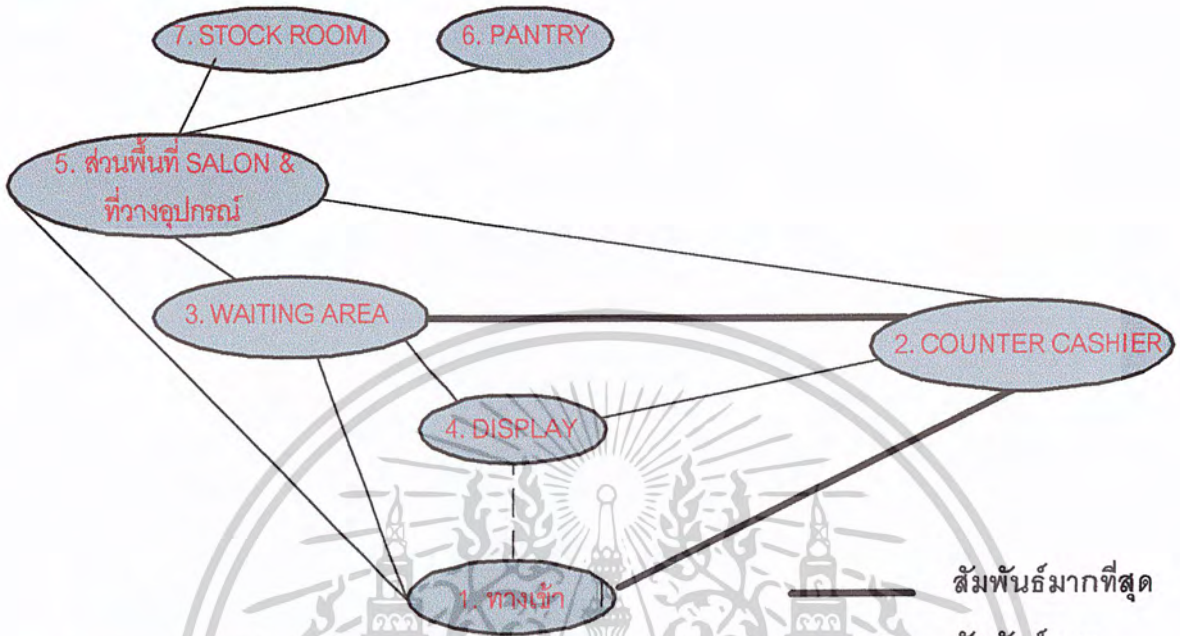 7. STOCK ROOM
6. PANTRY
5. ส่วนพื้นที่ SALON &
ที่วางอุปกรณ์
3. WAITING AREA
2. COUNTER CASHIER
4. DISPLAY
1. ทางเข้า
สัมพันธ์มากที่สุด